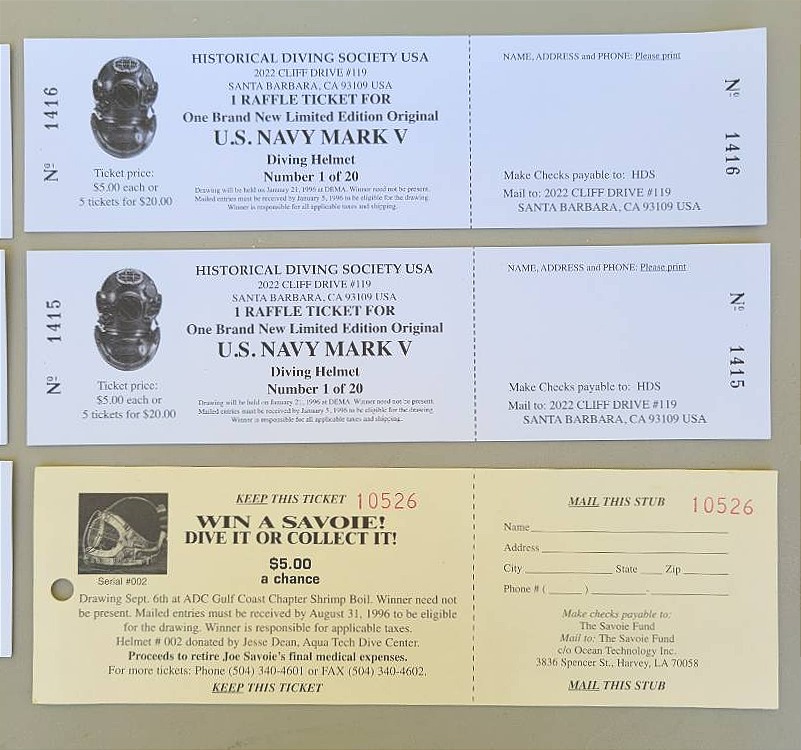 Nº 1416
HISTORICAL DIVING SOCIETY USA
2022 CLIFF DRIVE #119
SANTA BARBARA, CA 93109 USA
1 RAFFLE TICKET FOR
One Brand New Limited Edition Original
U.S. NAVY MARK V
Diving Helmet
Number 1 of 20
Drawing will be held on January 21, 1996 at DEMA. Winner need not be present.
Mailed entries must be received by January 5, 1996 to be eligible for the drawing.
Winner is responsible for all applicable taxes and shipping.
Ticket price:
$5.00 each or
5 tickets for $20.00
NAME, ADDRESS and PHONE: Please print
Make Checks payable to: HDS
Mail to: 2022 CLIFF DRIVE #119
SANTA BARBARA, CA 93109 USA
Nº 1416
Nº 1415
HISTORICAL DIVING SOCIETY USA
2022 CLIFF DRIVE #119
SANTA BARBARA, CA 93109 USA
1 RAFFLE TICKET FOR
One Brand New Limited Edition Original
U.S. NAVY MARK V
Diving Helmet
Number 1 of 20
Drawing will be held on January 21, 1996 at DEMA. Winner need not be present.
Mailed entries must be received by January 5, 1996 to be eligible for the drawing
Winner is responsible for all applicable taxes and shipping.
Ticket price:
$5.00 each or
5 tickets for $20.00
NAME, ADDRESS and PHONE: Please print
Make Checks payable to: HDS
Mail to: 2022 CLIFF DRIVE #119
SANTA BARBARA, CA 93109 USA
Nº 1415
KEEP THIS TICKET 10526
WIN A SAVOIE!
DIVE IT OR COLLECT IT!
$5.00
a chance
Serial #002
Drawing Sept. 6th at ADC Gulf Coast Chapter Shrimp Boil. Winner need not
be present. Mailed entries must be received by August 31, 1996 to be eligible
for the drawing. Winner is responsible for applicable taxes.
Helmet # 002 donated by Jesse Dean, Aqua Tech Dive Center.
Proceeds to retire Joe Savoie's final medical expenses.
For more tickets: Phone (504) 340-4601 or FAX (504) 340-4602.
KEEP THIS TICKET
MAIL THIS STUB 10526
Name
Address
City State Zip
Phone # ( ) -
Make checks payable to:
The Savoie Fund
Mail to: The Savoie Fund
c/o Ocean Technology Inc.
3836 Spencer St., Harvey, LA 70058
MAIL THIS STUB